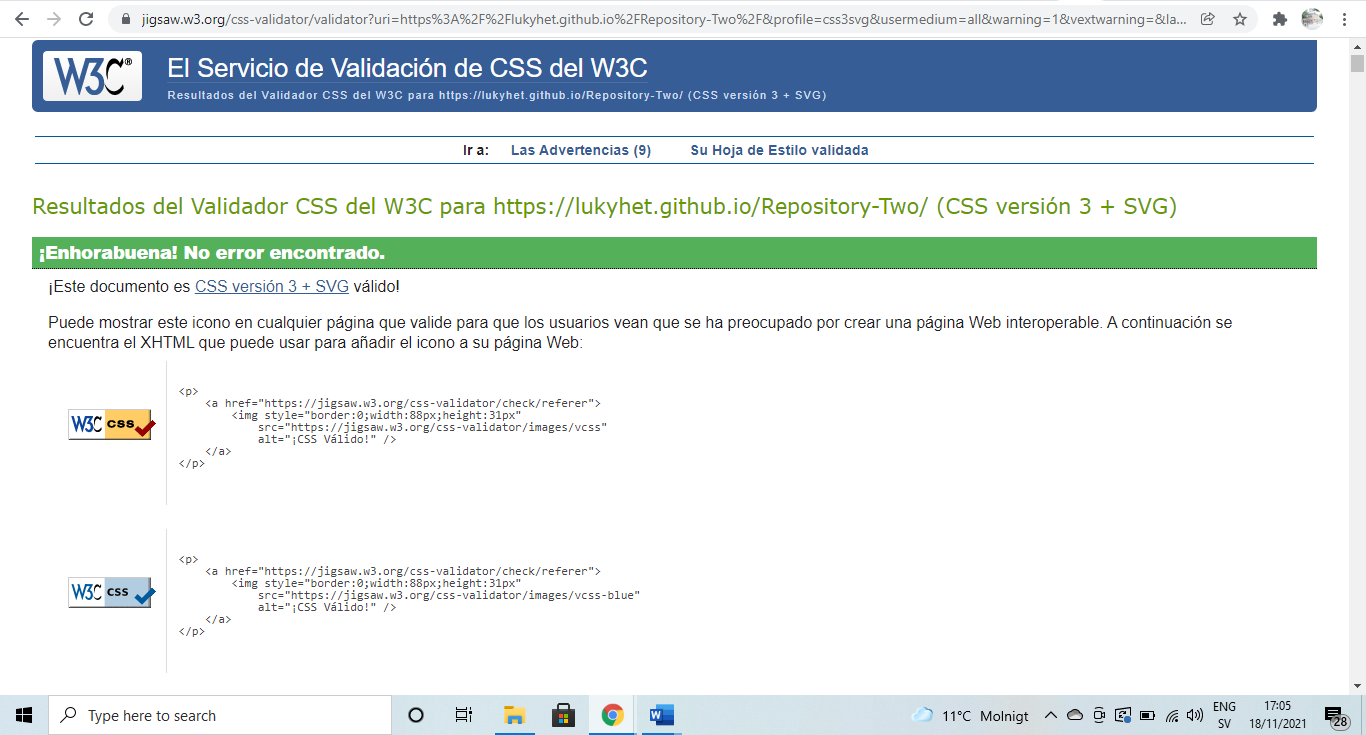 jigsaw.w3.org/css-validator/validator?uri=https%3A%2F%2Flukyhet.github.io%2FRepository-Two%2F&profile=css3svg&usermedium=all&warning=1&vextwarning=&la...
W3C®
El Servicio de Validación de CSS del W3C
Resultados del Validador CSS del W3C para https://lukyhet.github.io/Repository-Two/ (CSS versión 3 + SVG)
Ir a: Las Advertencias (9) Su Hoja de Estilo validada
Resultados del Validador CSS del W3C para https://lukyhet.github.io/Repository-Two/ (CSS versión 3 + SVG)
¡Enhorabuena! No error encontrado.
¡Este documento es CSS versión 3 + SVG válido!
Puede mostrar este icono en cualquier página que valide para que los usuarios vean que se ha preocupado por crear una página Web interoperable. A continuación se
encuentra el XHTML que puede usar para añadir el icono a su página Web:
W3C css
<p>
<a href="https://jigsaw.w3.org/css-validator/check/referer">
<img style="border:0;width:88px;height:31px"
src="https://jigsaw.w3.org/css-validator/images/vcss"
alt="¡CSS Válido!" />
</a>
</p>
W3C css
<p>
<a href="https://jigsaw.w3.org/css-validator/check/referer">
<img style="border:0;width:88px;height:31px"
src="https://jigsaw.w3.org/css-validator/images/vcss-blue"
alt="¡CSS Válido!" />
</a>
</p>
Type here to search
W
11°C Molnigt
ENG
SV
17:05
18/11/2021
28